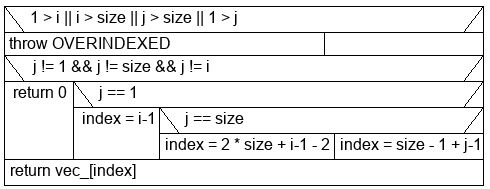 1 > i || i > size || j > size || 1 > j
throw OVERINDEXED
j != 1 && j != size && j != i
return 0
j == 1
index = i-1
j == size
index = 2 * size + i-1 - 2
index = size - 1 + j-1
return vec_[index]